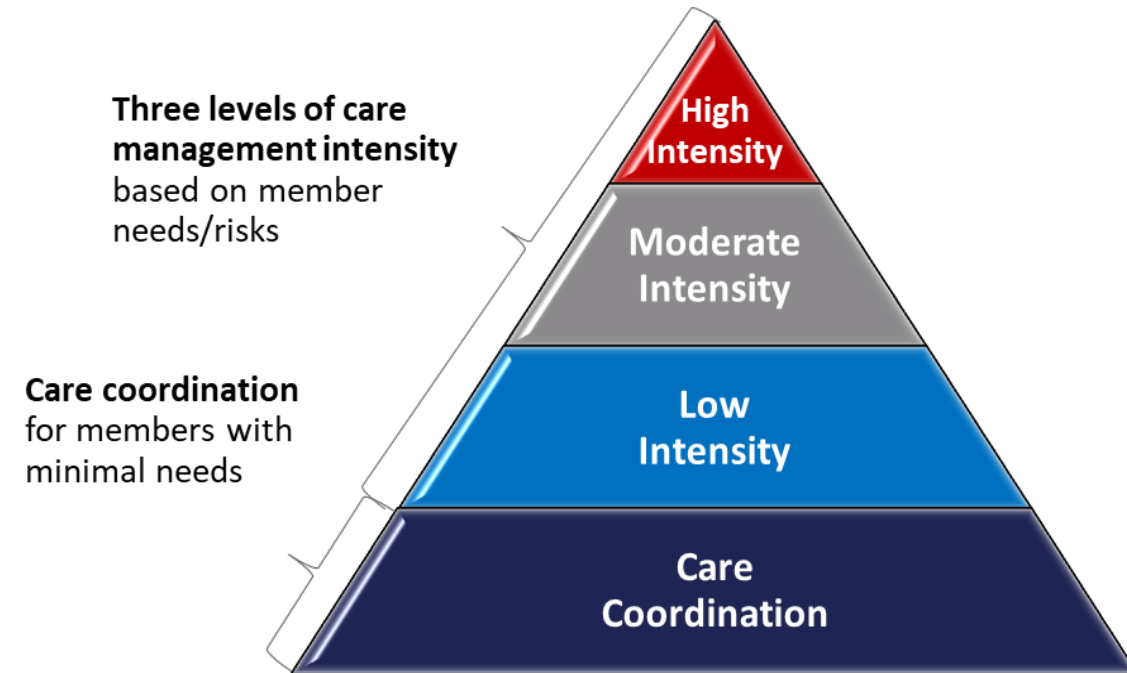 Three levels of care
management intensity
based on member
needs/risks
Care coordination
for members with
minimal needs
High
Intensity
Moderate
Intensity
Low
Intensity
Care
Coordination